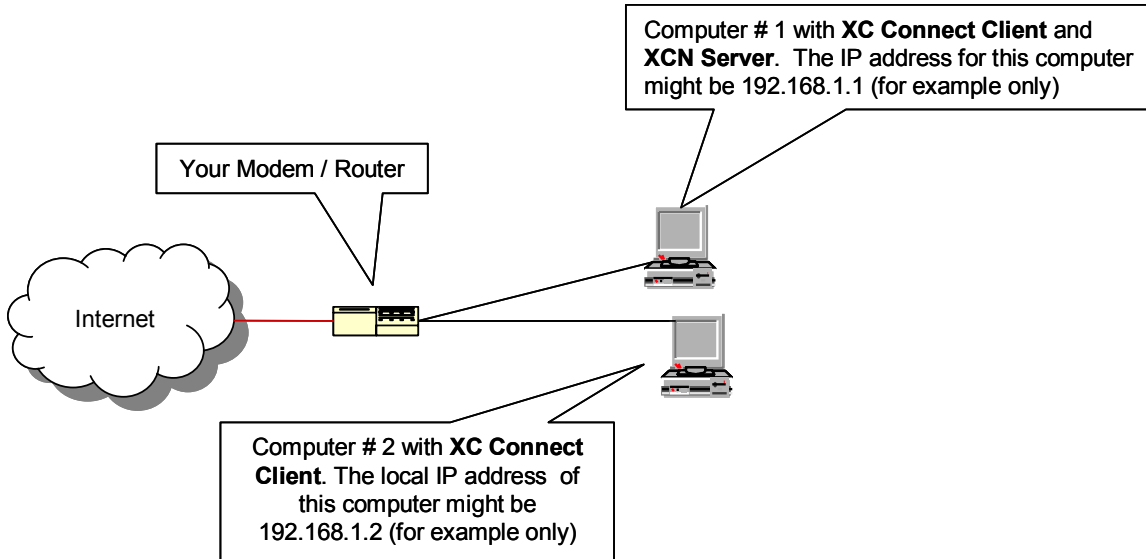 Computer # 1 with XC Connect Client and
XCN Server.  The IP address for this computer
might be 192.168.1.1 (for example only)
Your Modem / Router
Internet
Computer # 2 with XC Connect
Client. The local IP address  of
this computer might be
192.168.1.2 (for example only)